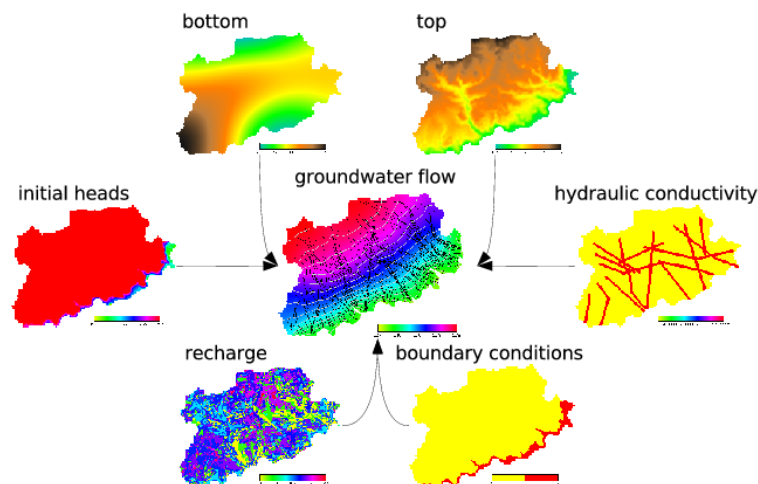 bottom
top
initial heads
groundwater flow
hydraulic conductivity
recharge
boundary conditions